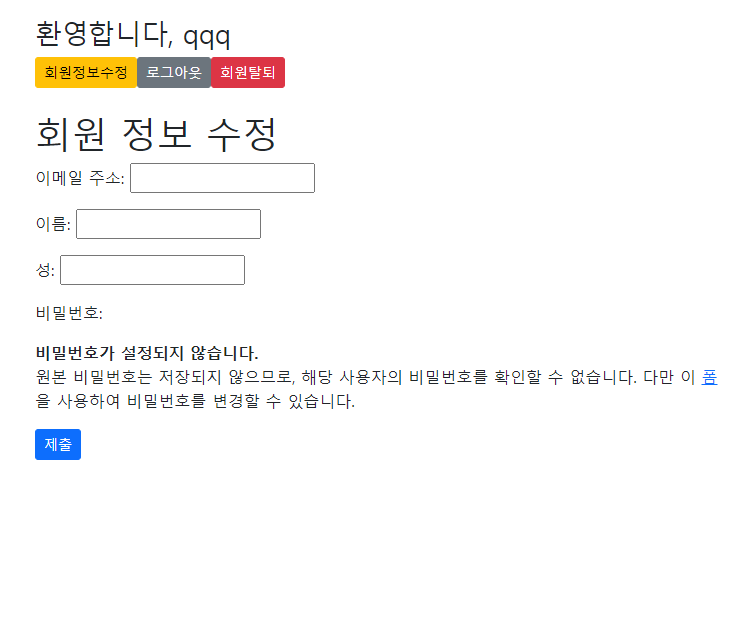 환영합니다, qqq
회원정보수정 로그아웃 회원탈퇴
회원 정보 수정
이메일 주소:
이름:
성:
비밀번호:
비밀번호가 설정되지 않습니다.
원본 비밀번호는 저장되지 않으므로, 해당 사용자의 비밀번호를 확인할 수 없습니다. 다만 이 폼
을 사용하여 비밀번호를 변경할 수 있습니다.
제출